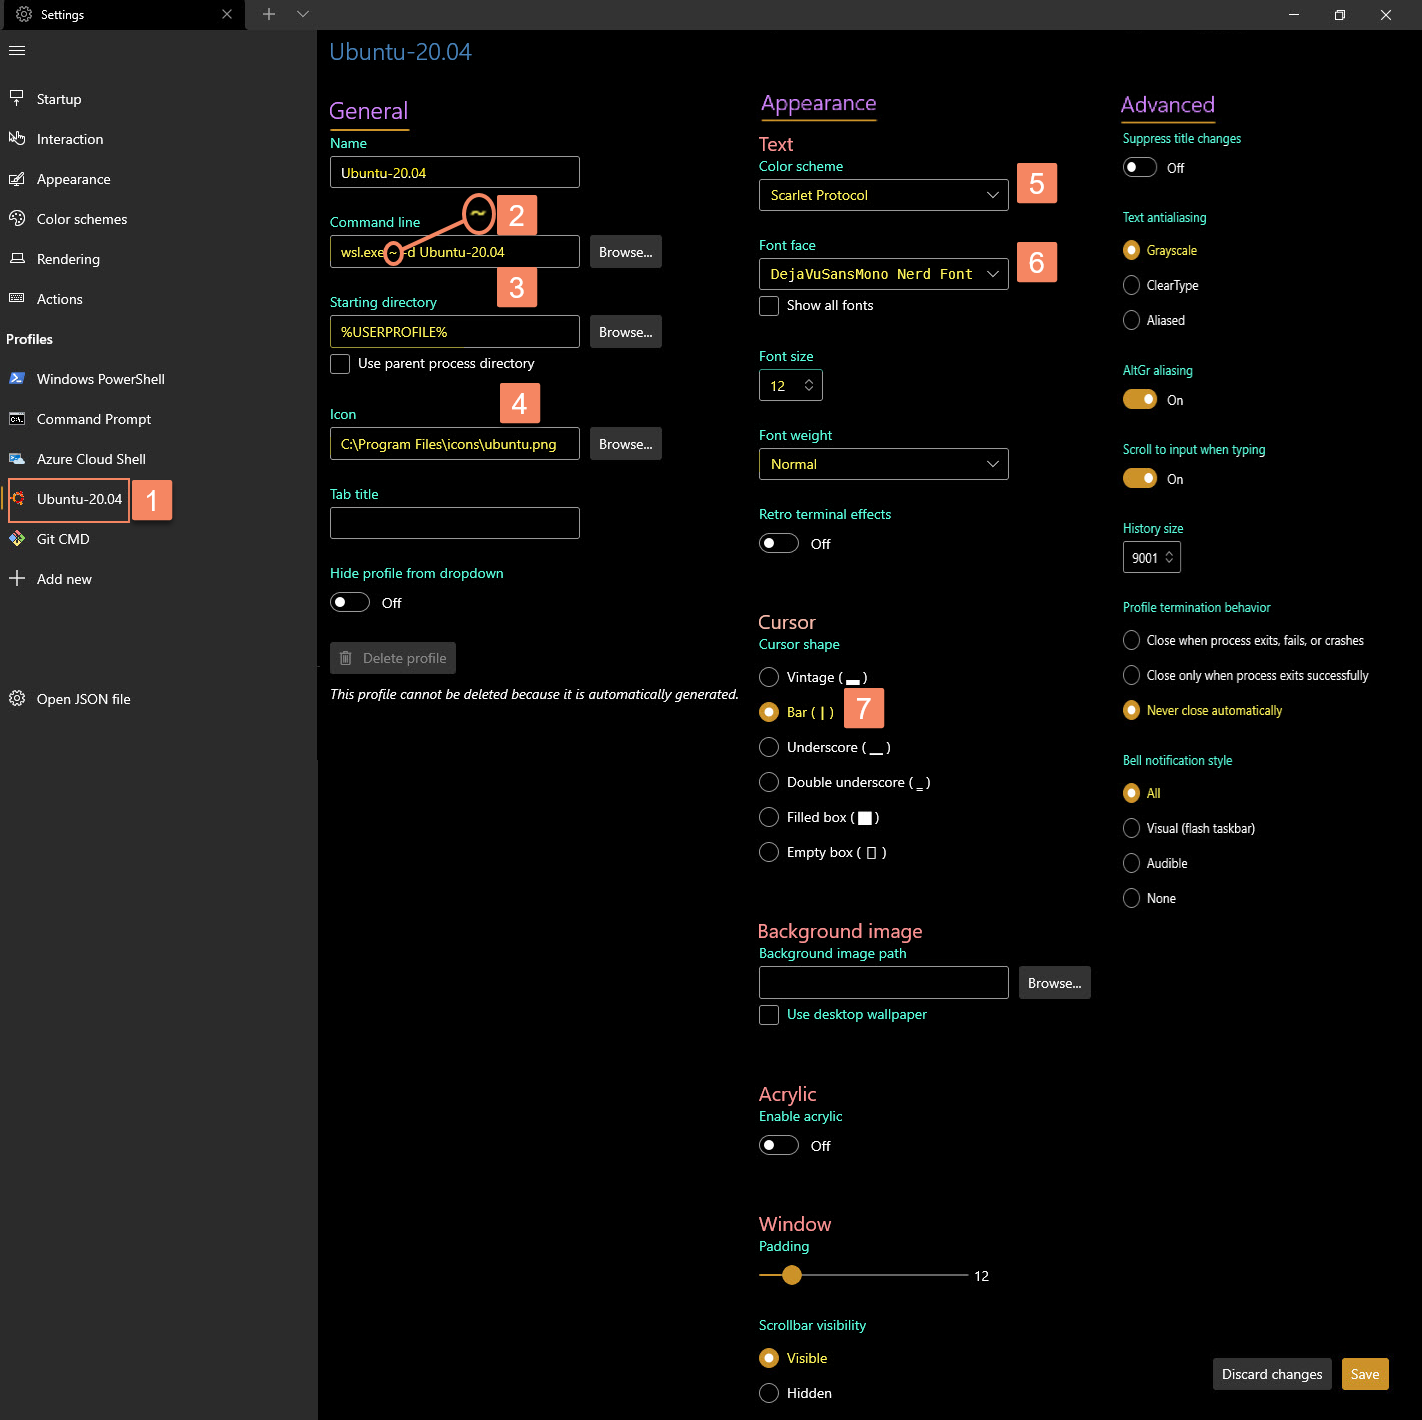 Settings
Startup
Interaction
Appearance
Color schemes
Rendering
Actions
Profiles
Windows PowerShell
Command Prompt
Azure Cloud Shell
Ubuntu-20.04
1
Git CMD
Add new
Open JSON file
Ubuntu-20.04
General
Name
Ubuntu-20.04
Command line
~ 2
wsl.exe ~ -d Ubuntu-20.04
Browse...
3
Starting directory
%USERPROFILE%
Browse...
Use parent process directory
4
Icon
C:\Program Files\icons\ubuntu.png
Browse...
Tab title
Hide profile from dropdown
Off
Delete profile
This profile cannot be deleted because it is automatically generated.
Appearance
Text
Color scheme
Scarlet Protocol
5
Font face
DejaVuSansMono Nerd Font
6
Show all fonts
Font size
12
Font weight
Normal
Retro terminal effects
Off
Cursor
Cursor shape
Vintage ( ▃ )
Bar ( ┃ )
7
Underscore ( ▁ )
Double underscore ( ‗ )
Filled box ( █ )
Empty box ( ▯ )
Background image
Background image path
Browse...
Use desktop wallpaper
Acrylic
Enable acrylic
Off
Window
Padding
12
Scrollbar visibility
Visible
Hidden
Advanced
Suppress title changes
Off
Text antialiasing
Grayscale
ClearType
Aliased
AltGr aliasing
On
Scroll to input when typing
On
History size
9001
Profile termination behavior
Close when process exits, fails, or crashes
Close only when process exits successfully
Never close automatically
Bell notification style
All
Visual (flash taskbar)
Audible
None
Discard changes
Save